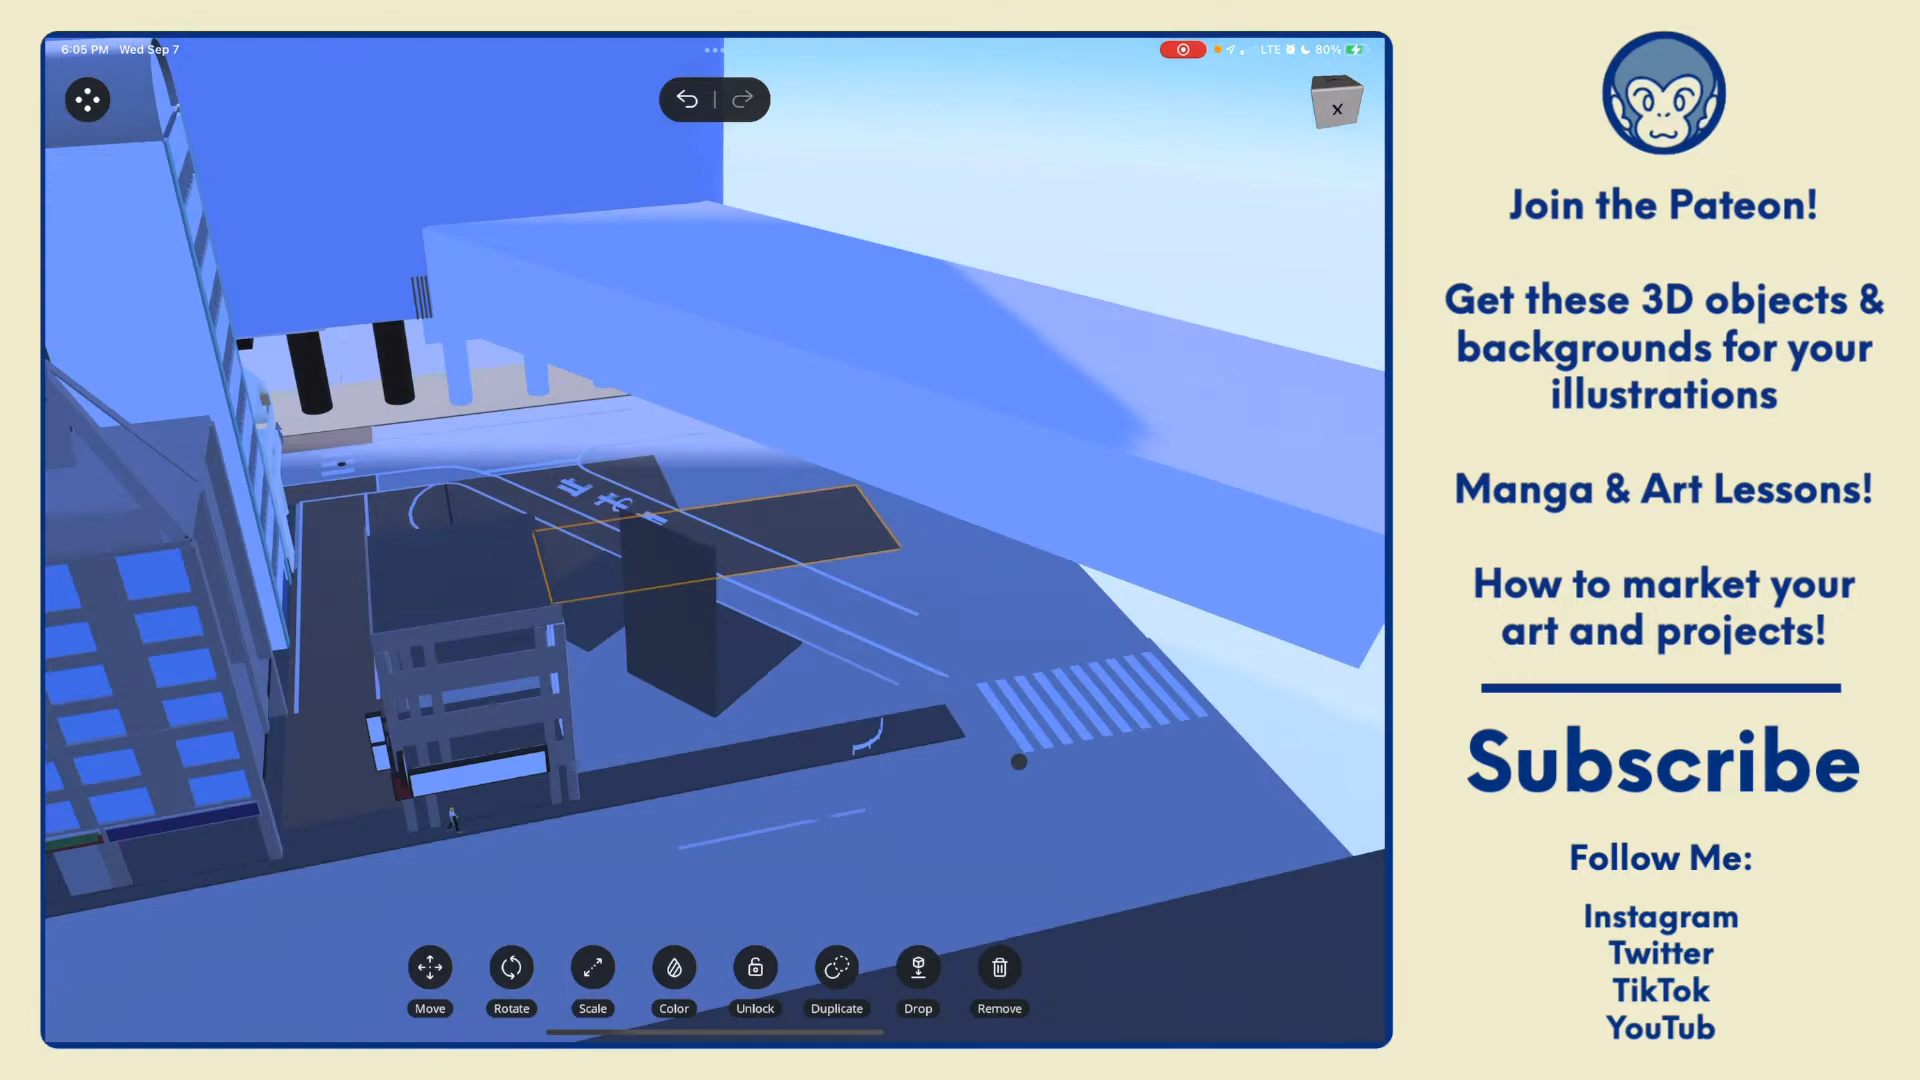 6:05 PM Wed Sep 7
LTE 80%
X
Move
Rotate
Scale
Color
Unlock
Duplicate
Drop
Remove
Join the Pateon!
Get these 3D objects &
backgrounds for your
illustrations
Manga & Art Lessons!
How to market your
art and projects!
Subscribe
Follow Me:
Instagram
Twitter
TikTok
YouTub